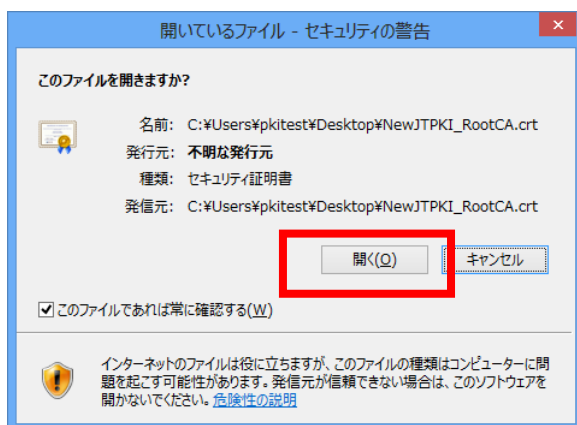 開いているファイル - セキュリティの警告
このファイルを開きますか?
名前: C:¥Users¥pkitest¥Desktop¥NewJTPKI_RootCA.crt
発行元: 不明な発行元
種類: セキュリティ証明書
発信元: C:¥Users¥pkitest¥Desktop¥NewJTPKI_RootCA.crt
開く(O) キャンセル
このファイルであれば常に確認する(W)
インターネットのファイルは役に立ちますが、このファイルの種類はコンピューターに問
題を起こす可能性があります。発信元が信頼できない場合は、このソフトウェアを
開かないでください。危険性の説明